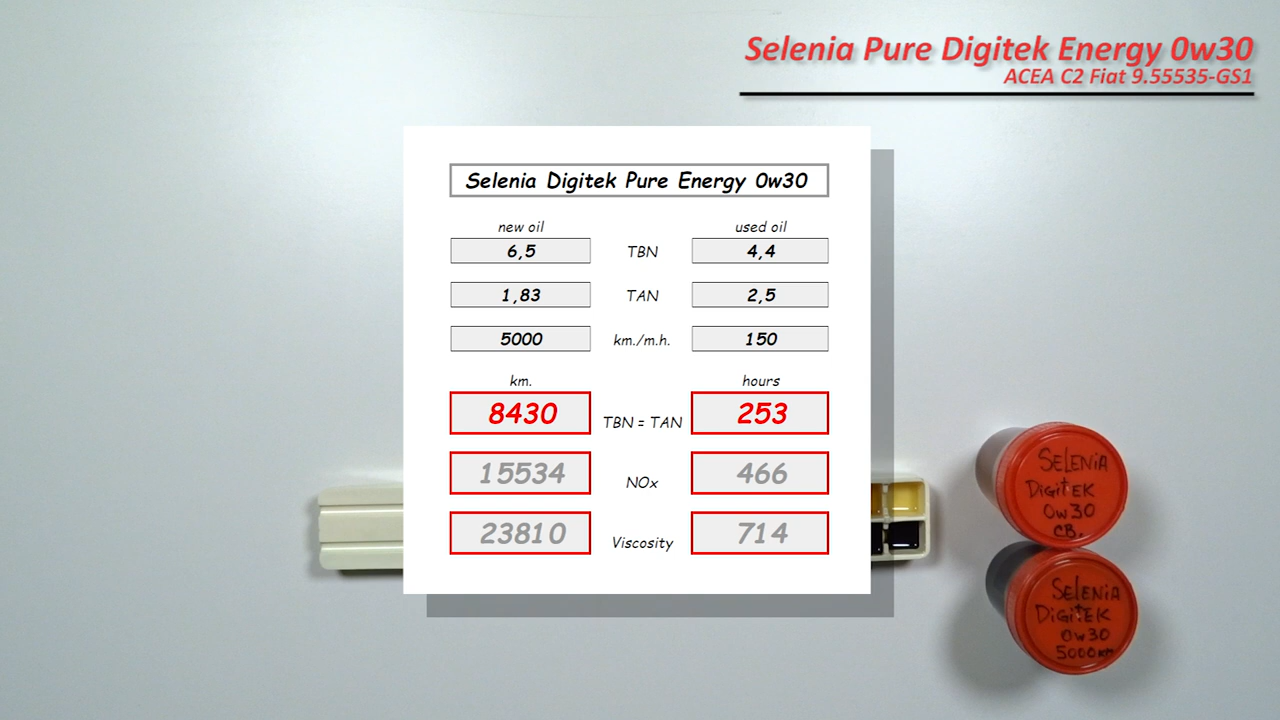 Selenia Pure Digitek Energy 0w30
ACEA C2 Fiat 9.55535-GS1
Selenia Digitek Pure Energy 0w30
new oil used oil
6,5 TBN 4,4
1,83 TAN 2,5
5000 km./m.h. 150
km. hours
8430 TBN = TAN 253
15534 NOx 466
23810 Viscosity 714
SELENiA
DigitEK
0w30
CB.
SELENiA
DigitEK
0w30
5000км